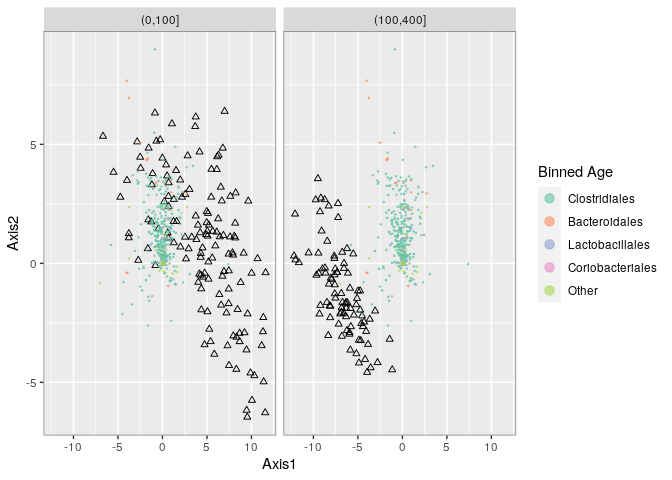 (0,100]
(100,400]
5
0
-5
Axis2
-10
-5
0
5
10
-10
-5
0
5
10
Axis1
Binned Age
Clostridiales
Bacteroidales
Lactobacillales
Coriobacteriales
Other